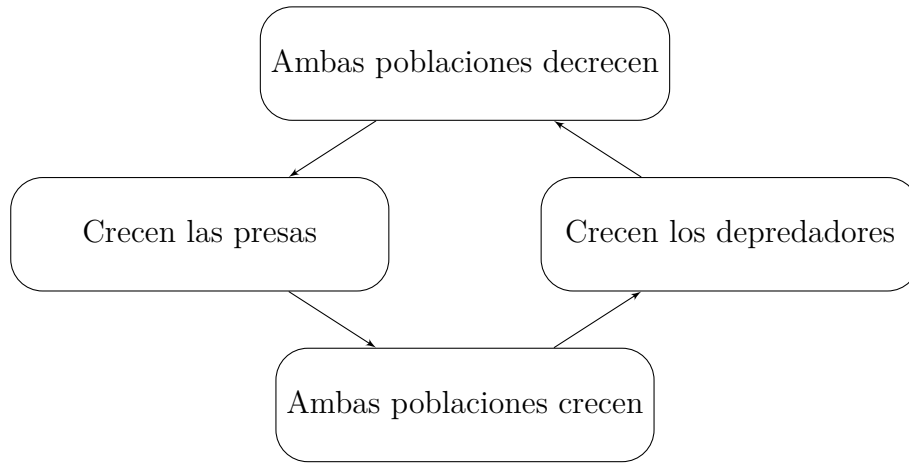 Ambas poblaciones decrecen
Crecen las presas
Crecen los depredadores
Ambas poblaciones crecen